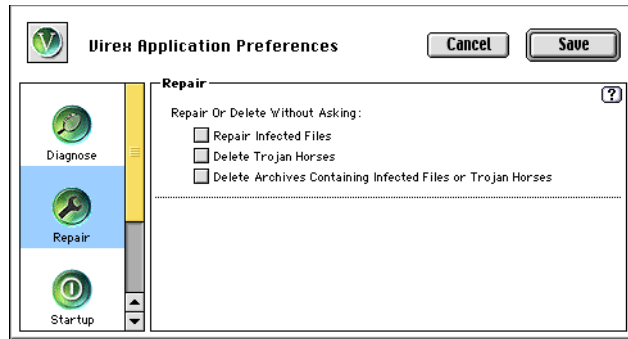 V
Virex Application Preferences
Cancel
Save
Diagnose
Repair
Startup
Repair
?
Repair Or Delete Without Asking:
Repair Infected Files
Delete Trojan Horses
Delete Archives Containing Infected Files or Trojan Horses